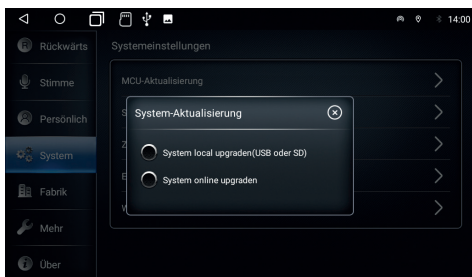 14:00
Rückwärts
Systemeinstellungen
Stimme
MCU-Aktualisierung
Persönlich
System-Aktualisierung
System
System local upgraden(USB oder SD)
System online upgraden
Fabrik
Mehr
Über